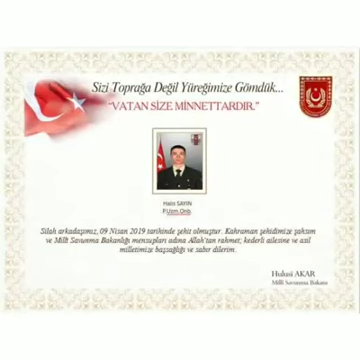 Sizi Toprağa Değil Yüreğimize Gömdük...
“VATAN SİZE MİNNETTARDIR.”
Halis SAYIN
P.Uzm.Onb.
Silah arkadaşımız, 09 Nisan 2019 tarihinde şehit olmuştur. Kahraman şehidimize şahsım
ve Millî Savunma Bakanlığı mensupları adına Allah'tan rahmet; kederli ailesine ve asil
milletimize başsağlığı ve sabır dilerim.
Hulusi AKAR
Millî Savunma Bakanı